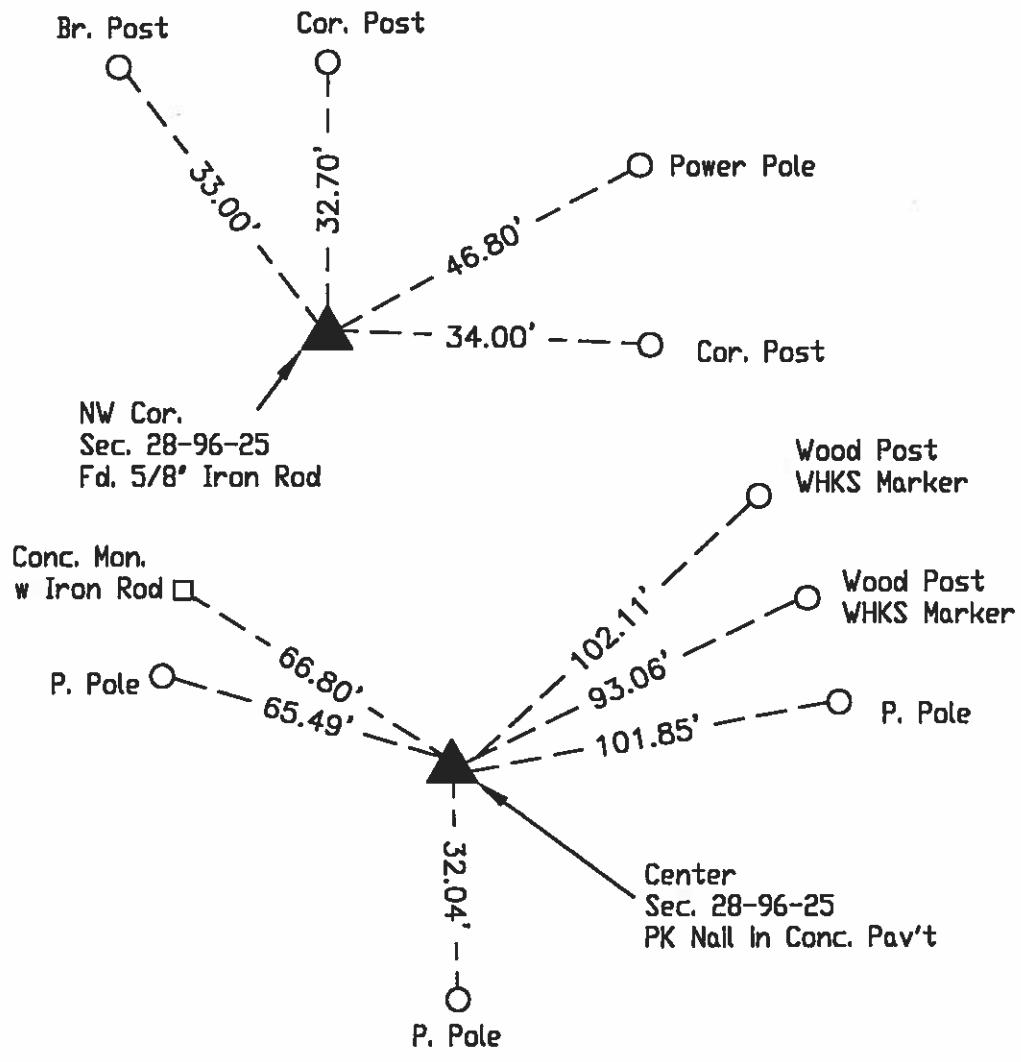 Br. Post
Cor. Post
33.00'
32.70'
Power Pole
46.80'
34.00'
Cor. Post
NW Cor.
Sec. 28-96-25
Fd. 5/8" Iron Rod
Wood Post
WHKS Marker
Conc. Mon.
w Iron Rod
Wood Post
WHKS Marker
102.11'
66.80'
93.06'
P. Pole
65.49'
101.85'
P. Pole
32.04'
Center
Sec. 28-96-25
PK Nail in Conc. Pav't
P. Pole